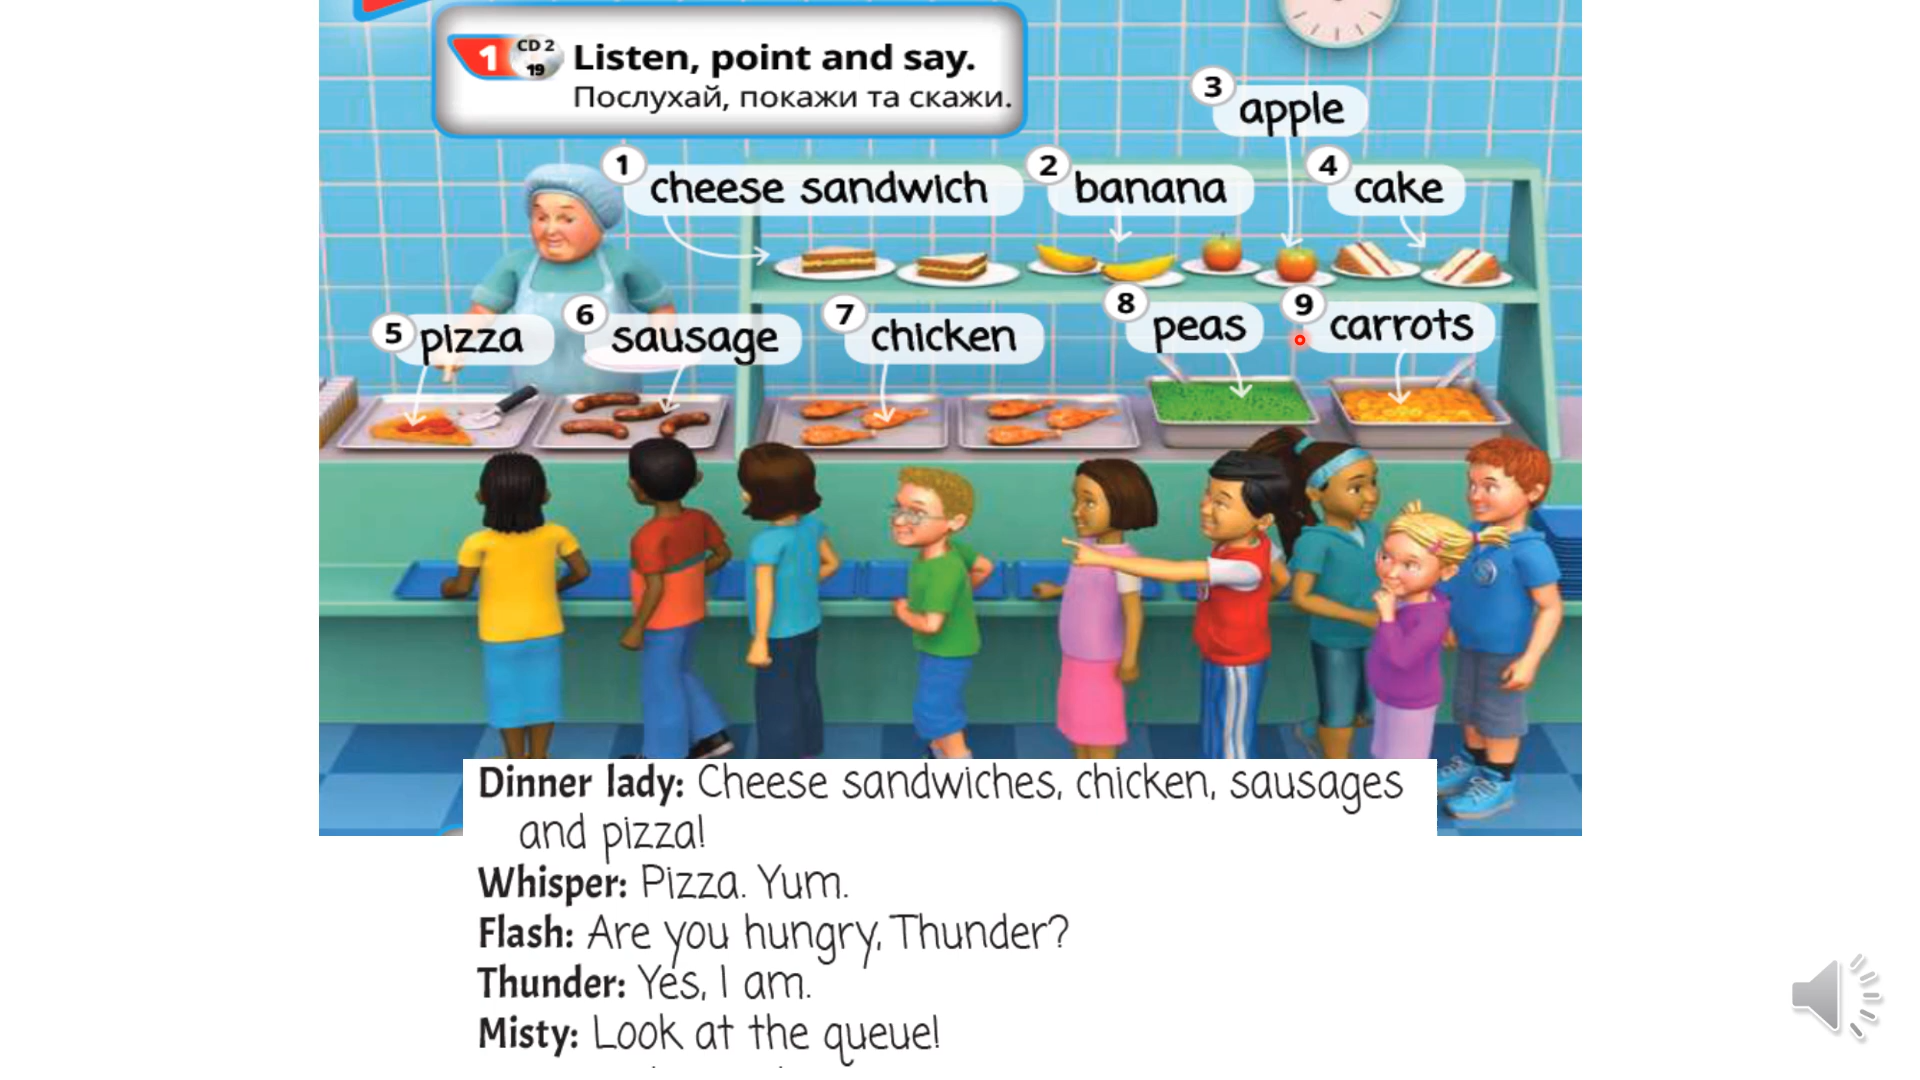 1 CD 2 19 Listen, point and say.
Послухай, покажи та скажи.
3 apple
1 cheese sandwich
2 banana
4 cake
5 pizza
6 sausage
7 chicken
8 peas
9 carrots
Dinner lady: Cheese sandwiches, chicken, sausages
and pizza!
Whisper: Pizza. Yum.
Flash: Are you hungry, Thunder?
Thunder: Yes, I am.
Misty: Look at the queue!